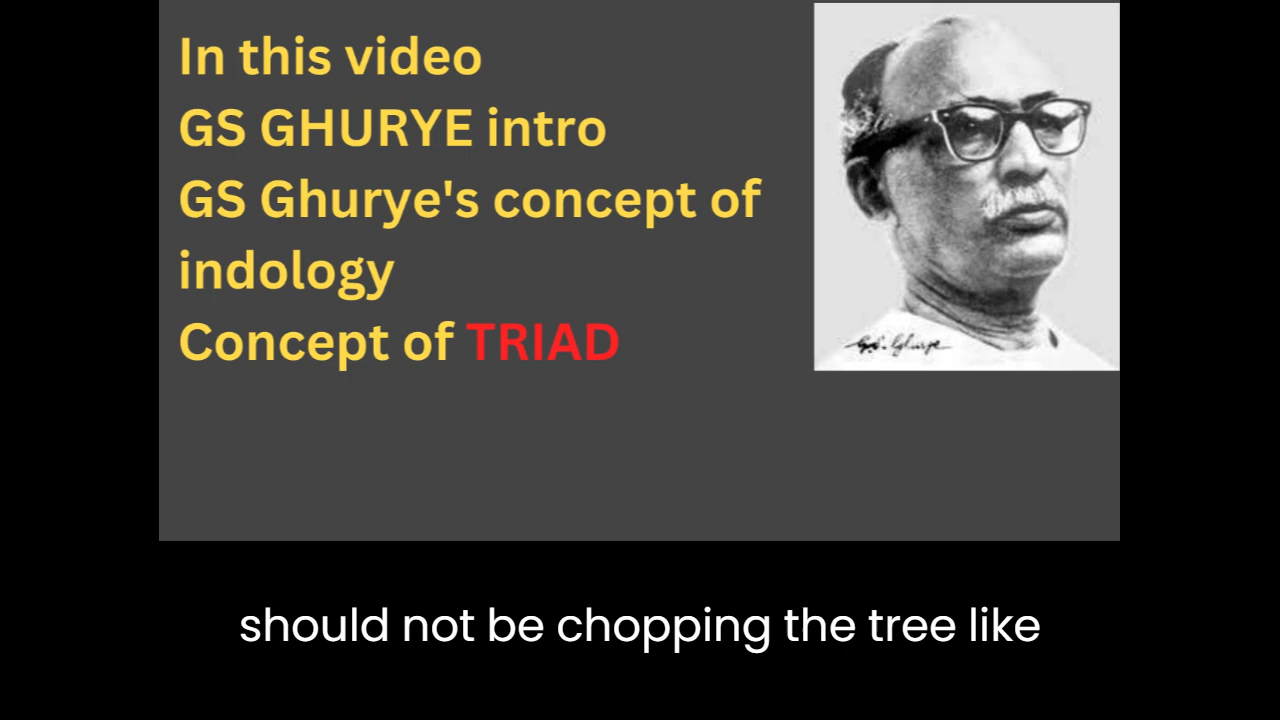 In this video
GS GHURYE intro
GS Ghurye's concept of
indology
Concept of TRIAD
G.S. Ghurye
should not be chopping the tree like